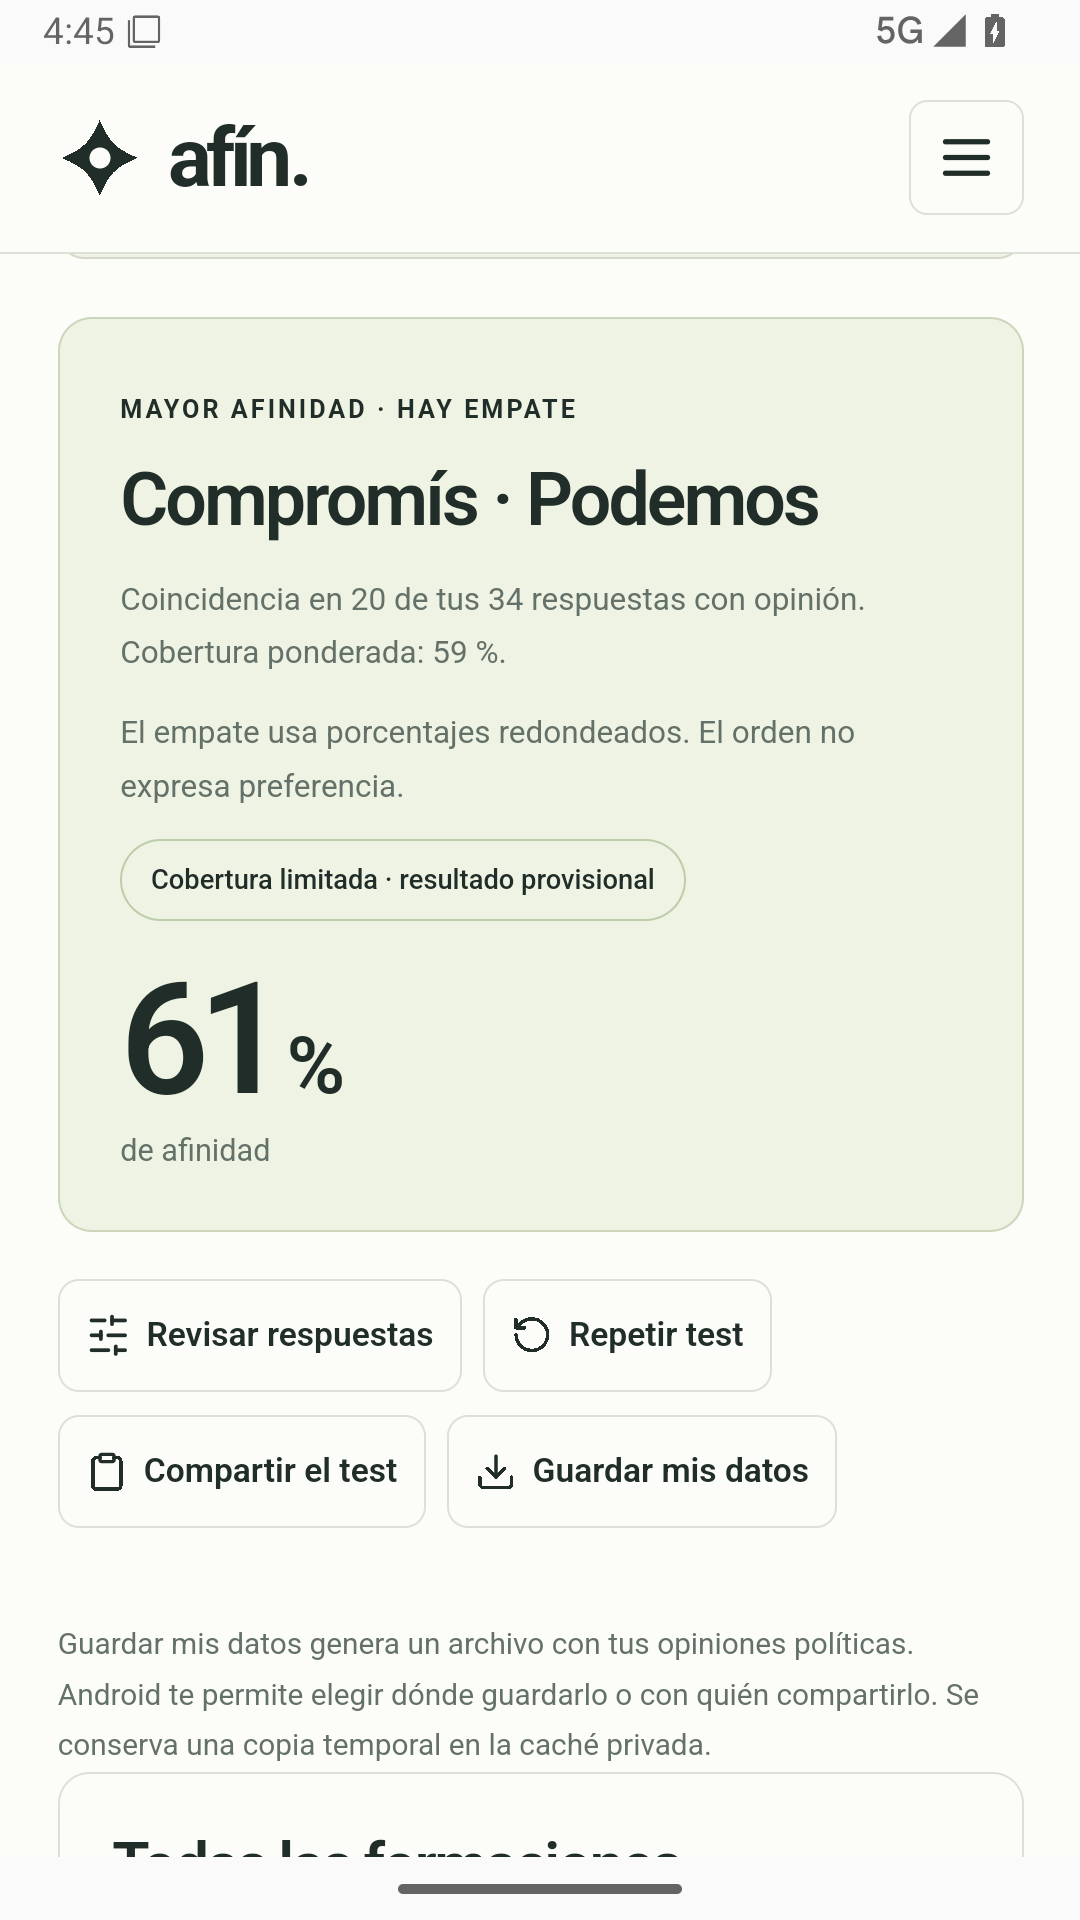 4:45
5G
afín.
MAYOR AFINIDAD · HAY EMPATE
Compromís · Podemos
Coincidencia en 20 de tus 34 respuestas con opinión.
Cobertura ponderada: 59 %.
El empate usa porcentajes redondeados. El orden no
expresa preferencia.
Cobertura limitada · resultado provisional
61 %
de afinidad
Revisar respuestas
Repetir test
Compartir el test
Guardar mis datos
Guardar mis datos genera un archivo con tus opiniones políticas.
Android te permite elegir dónde guardarlo o con quién compartirlo. Se
conserva una copia temporal en la caché privada.
Todas las formaciones